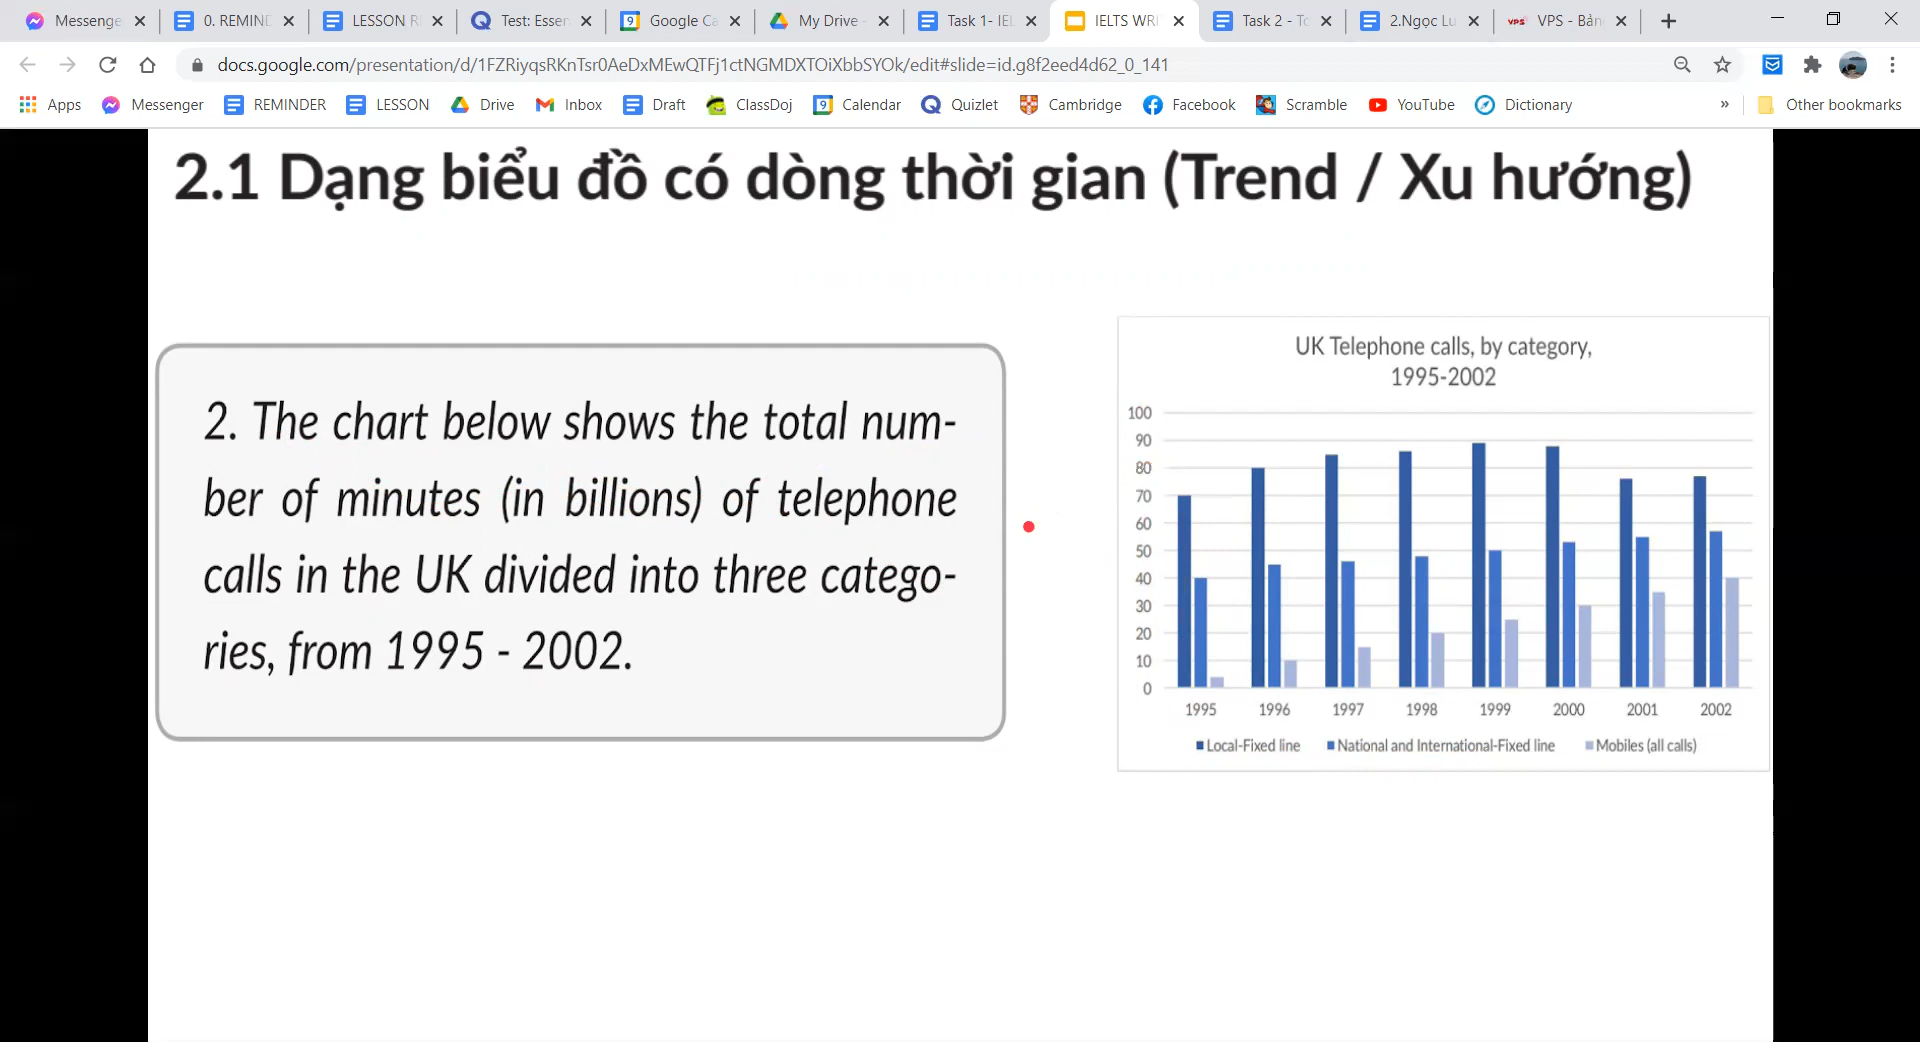 Messenge
0. REMIND
LESSON R
Test: Essen
9 Google Ca
My Drive -
Task 1- IEL
IELTS WRI
Task 2 - To
2.Ngọc Lu
VPS VPS - Bản
docs.google.com/presentation/d/1FZRiyqsRKnTsr0AeDxMEwQTFj1ctNGMDXTOiXbbSYOk/edit#slide=id.g8f2eed4d62_0_141
Apps Messenger REMINDER LESSON Drive Inbox Draft ClassDoj 9 Calendar Quizlet Cambridge Facebook Scramble YouTube Dictionary » Other bookmarks
2.1 Dạng biểu đồ có dòng thời gian (Trend / Xu hướng)
2. The chart below shows the total num-
ber of minutes (in billions) of telephone
calls in the UK divided into three catego-
ries, from 1995 - 2002.
UK Telephone calls, by category,
1995-2002
100
90
80
70
60
50
40
30
20
10
0
1995 1996 1997 1998 1999 2000 2001 2002
Local-Fixed line National and International-Fixed line Mobiles (all calls)